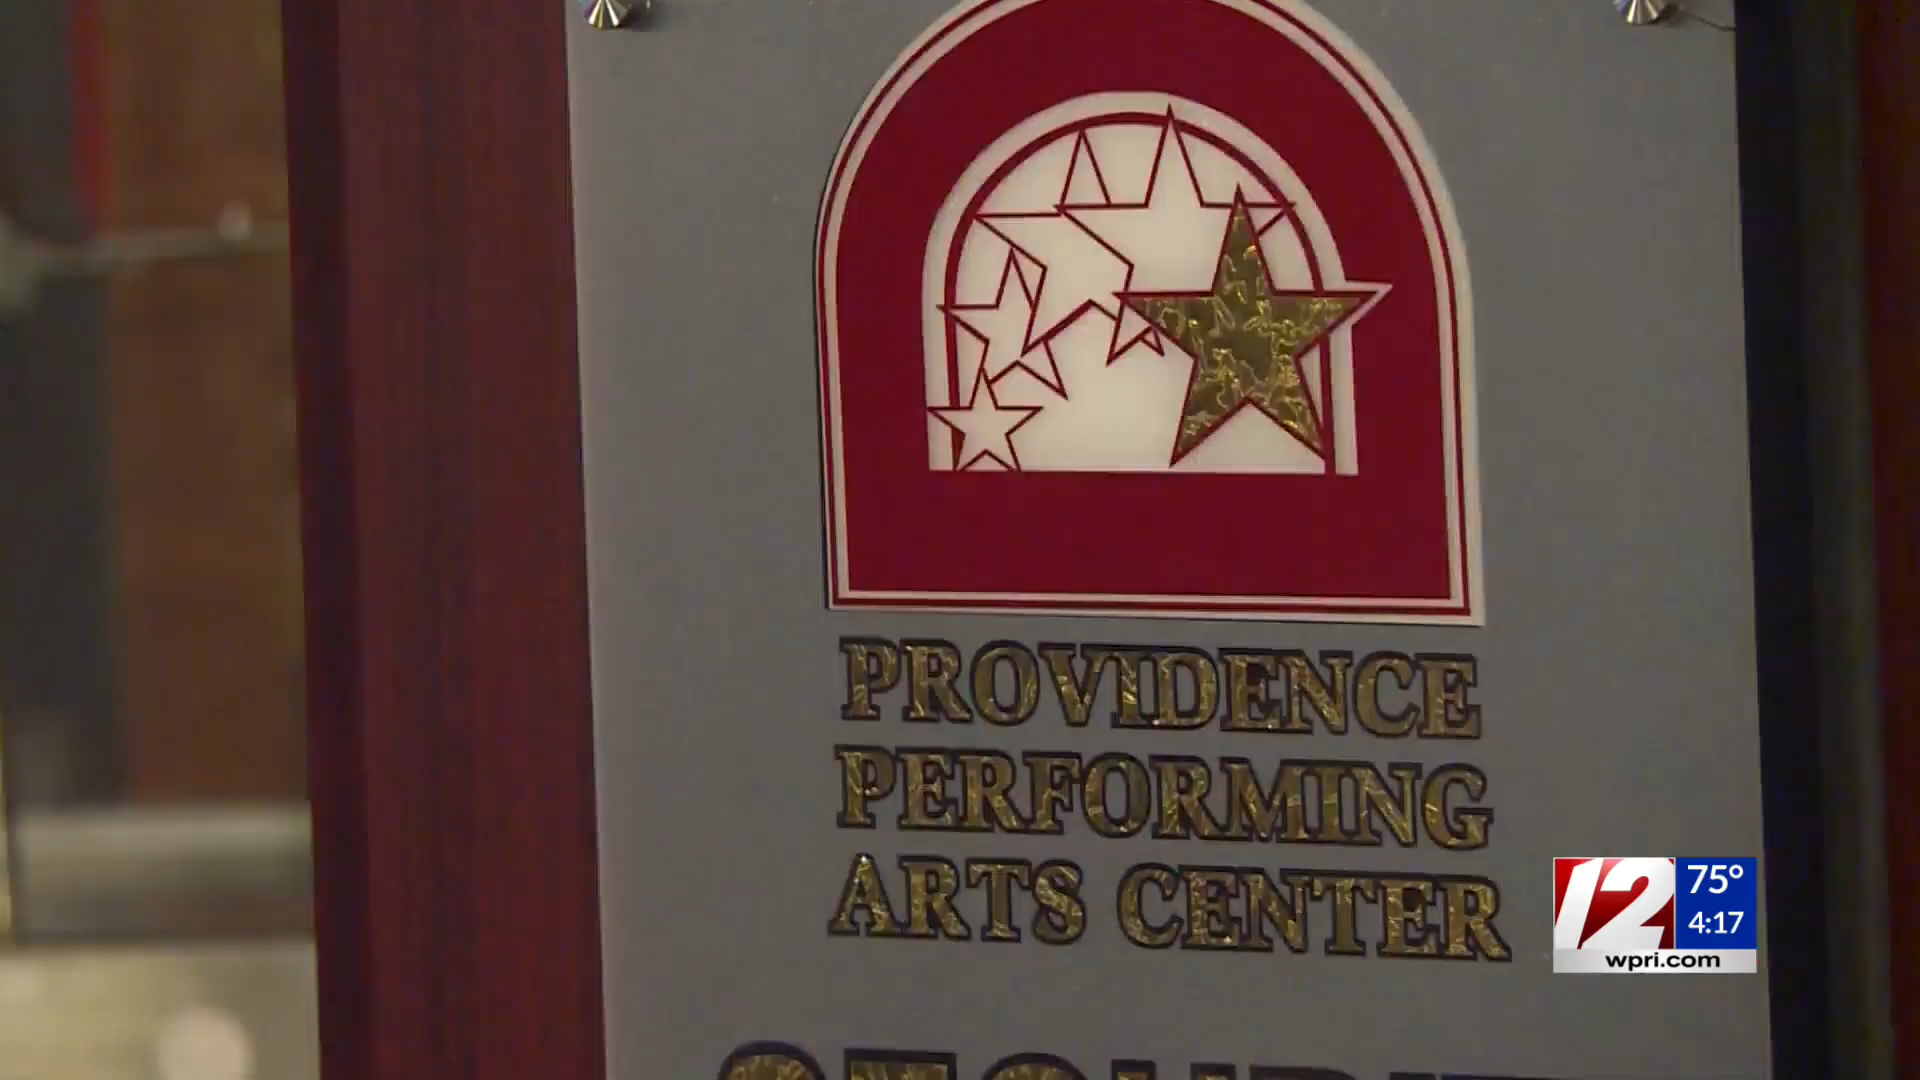 PROVIDENCE
PERFORMING
ARTS CENTER
12
75°
4:17
wpri.com